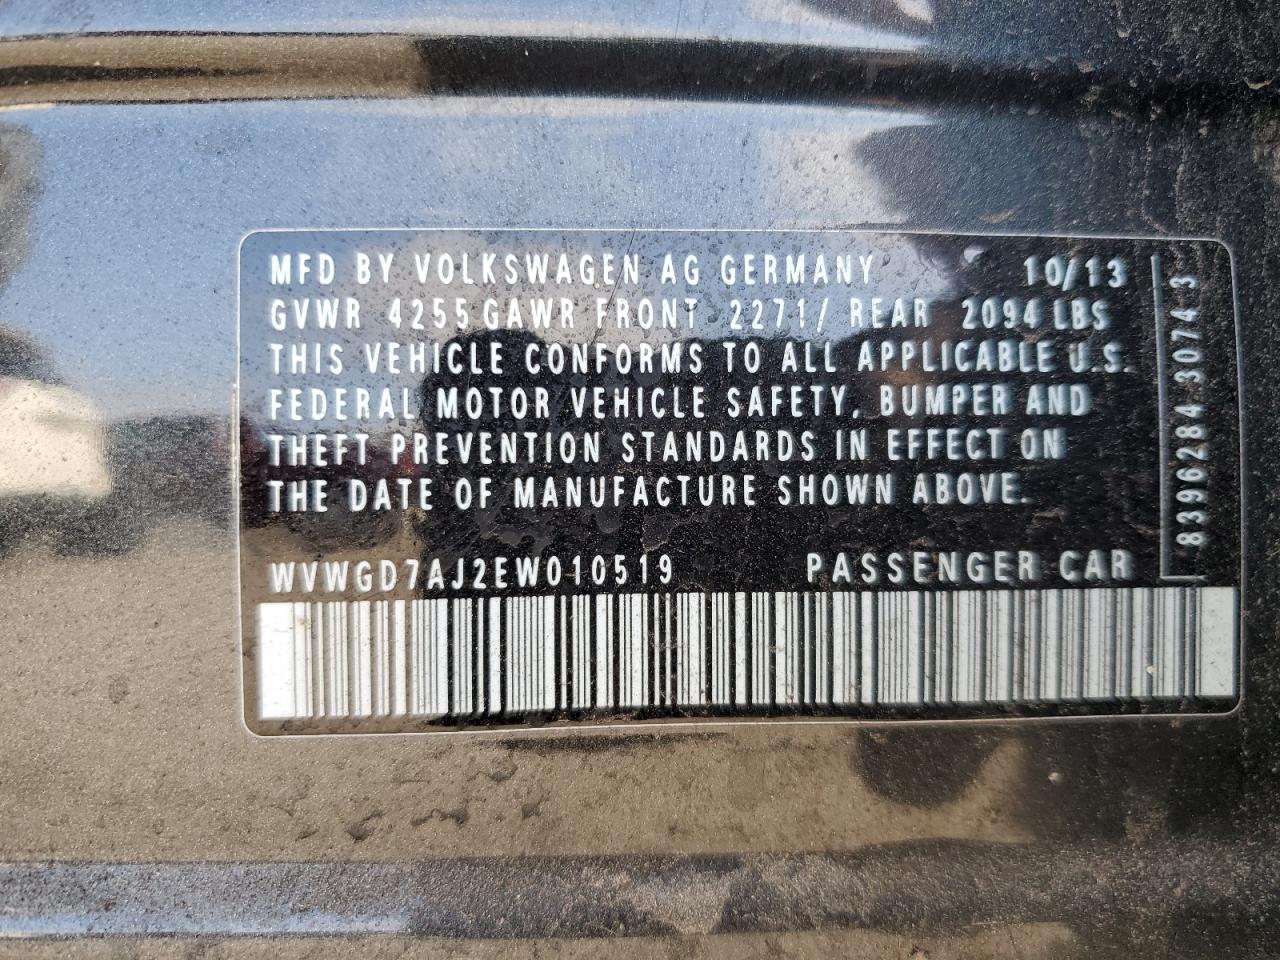 MFD BY VOLKSWAGEN AG GERMANY 10/13
GVWR 4255 GAWR FRONT 2271/ REAR 2094 LBS
THIS VEHICLE CONFORMS TO ALL APPLICABLE U.S.
FEDERAL MOTOR VEHICLE SAFETY, BUMPER AND
THEFT PREVENTION STANDARDS IN EFFECT ON
THE DATE OF MANUFACTURE SHOWN ABOVE.
WVWGD7AJ2EW010519 PASSENGER CAR
8396284 3074 3